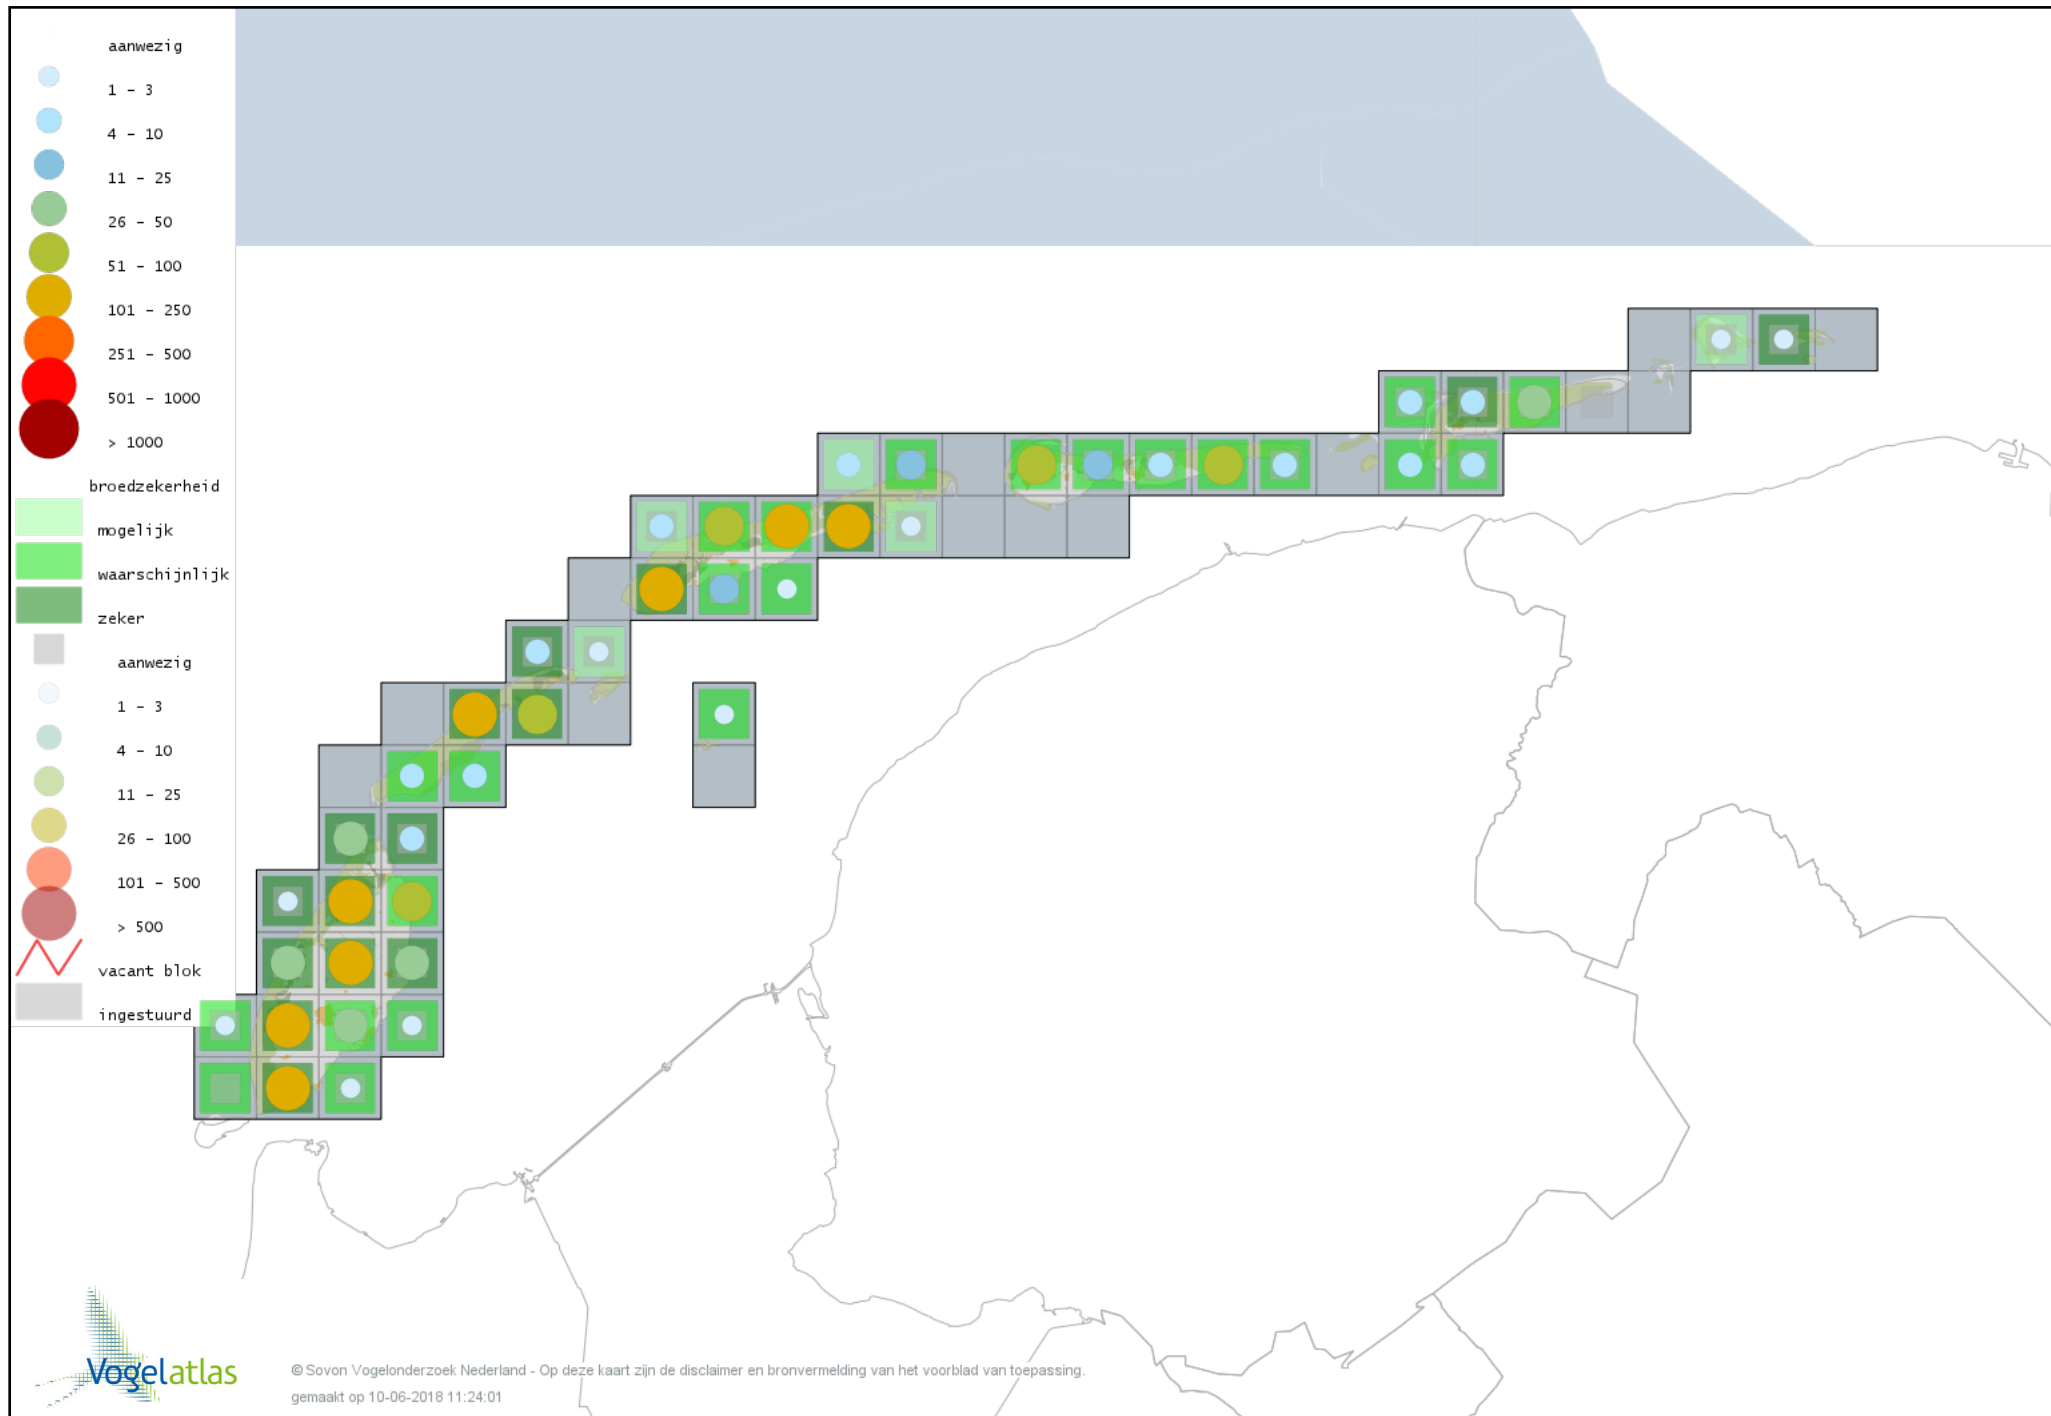 aanwezig
1 - 3
4 - 10
11 - 25
26 - 50
51 - 100
101 - 250
251 - 500
501 - 1000
> 1000
broedzekerheid
mogelijk
waarschijnlijk
zeker
aanwezig
1 - 3
4 - 10
11 - 25
26 - 100
101 - 500
> 500
vacant blok
ingestuurd
Vogelatlas
© Sovon Vogelonderzoek Nederland - Op deze kaart zijn de disclaimer en bronvermelding van het voorblad van toepassing.
gemaakt op 10-06-2018 11:24:01